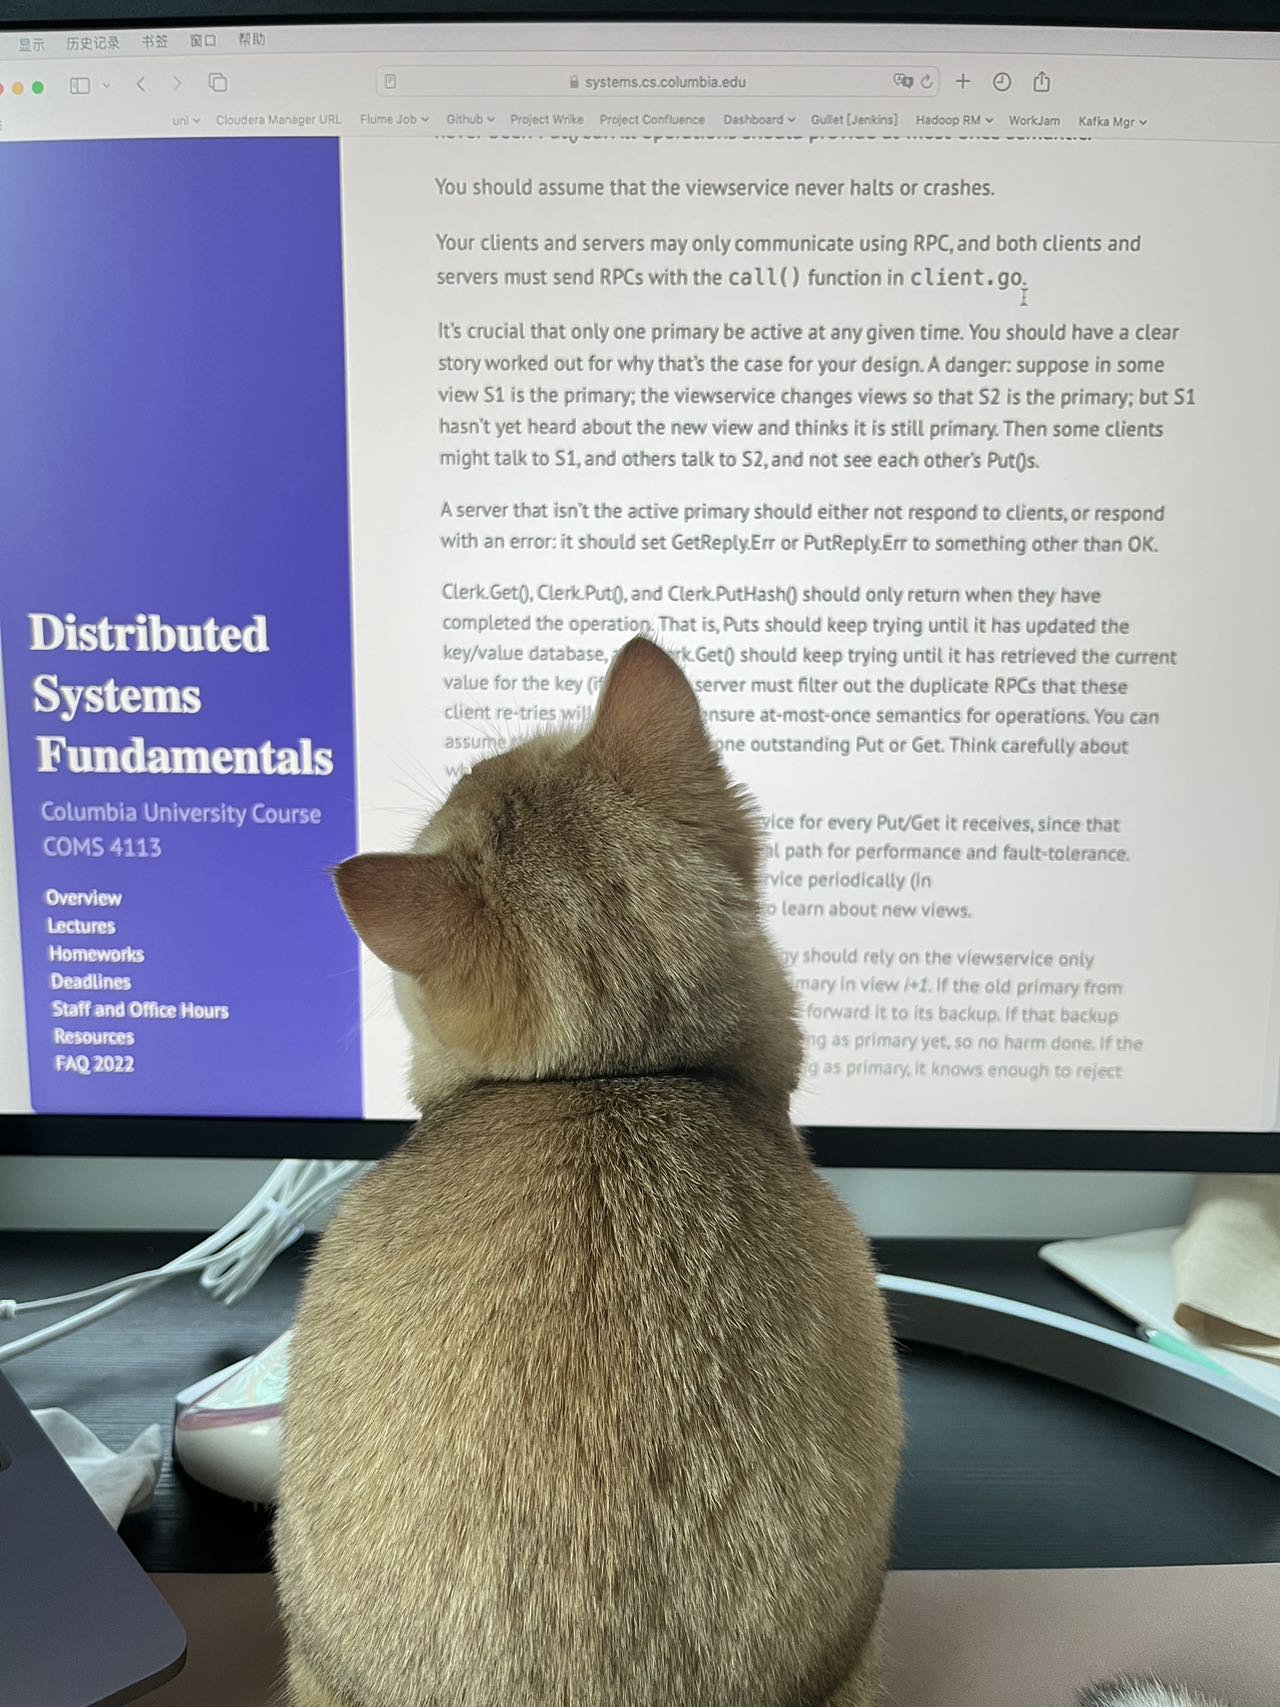 显示 历史记录 书签 窗口 帮助
systems.cs.columbia.edu
uni Cloudera Manager URL Flume Job Github Project Wrike Project Confluence Dashboard Gullet [Jenkins] Hadoop RM WorkJam Kafka Mgr
You should assume that the viewservice never halts or crashes.
Your clients and servers may only communicate using RPC, and both clients and
servers must send RPCs with the call() function in client.go.
It's crucial that only one primary be active at any given time. You should have a clear
story worked out for why that's the case for your design. A danger: suppose in some
view S1 is the primary; the viewservice changes views so that S2 is the primary; but S1
hasn't yet heard about the new view and thinks it is still primary. Then some clients
might talk to S1, and others talk to S2, and not see each other's Put()s.
A server that isn't the active primary should either not respond to clients, or respond
with an error: it should set GetReply.Err or PutReply.Err to something other than OK.
Clerk.Get(), Clerk.Put(), and Clerk.PutHash() should only return when they have
completed the operation. That is, Puts should keep trying until it has updated the
key/value database, rk.Get() should keep trying until it has retrieved the current
value for the key (if server must filter out the duplicate RPCs that these
client re-tries will ensure at-most-once semantics for operations. You can
assume one outstanding Put or Get. Think carefully about
vice for every Put/Get it receives, since that
al path for performance and fault-tolerance.
rvice periodically (in
o learn about new views.
gy should rely on the viewservice only
mary in view i+1. If the old primary from
forward it to its backup. If that backup
ng as primary yet, so no harm done. If the
g as primary, it knows enough to reject
Distributed
Systems
Fundamentals
Columbia University Course
COMS 4113
Overview
Lectures
Homeworks
Deadlines
Staff and Office Hours
Resources
FAQ 2022